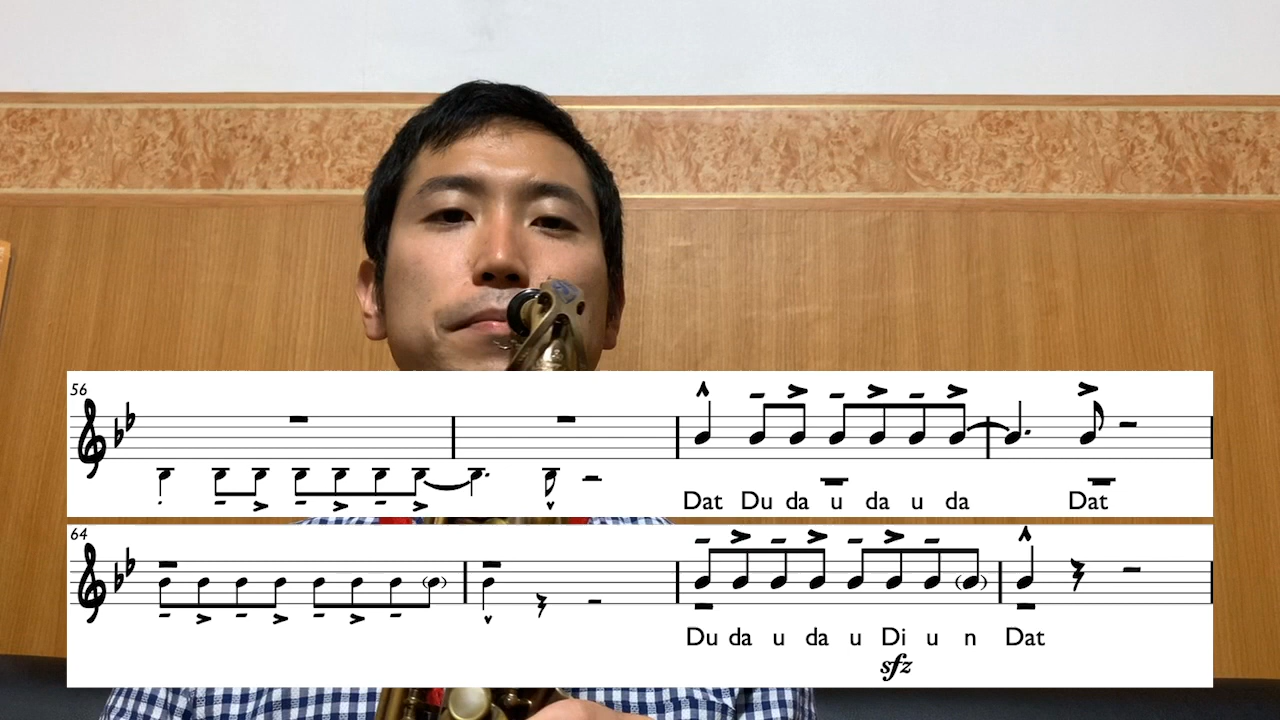 56
Dat Du da u da u da Dat
64
Du da u da u Di u n Dat
sfz